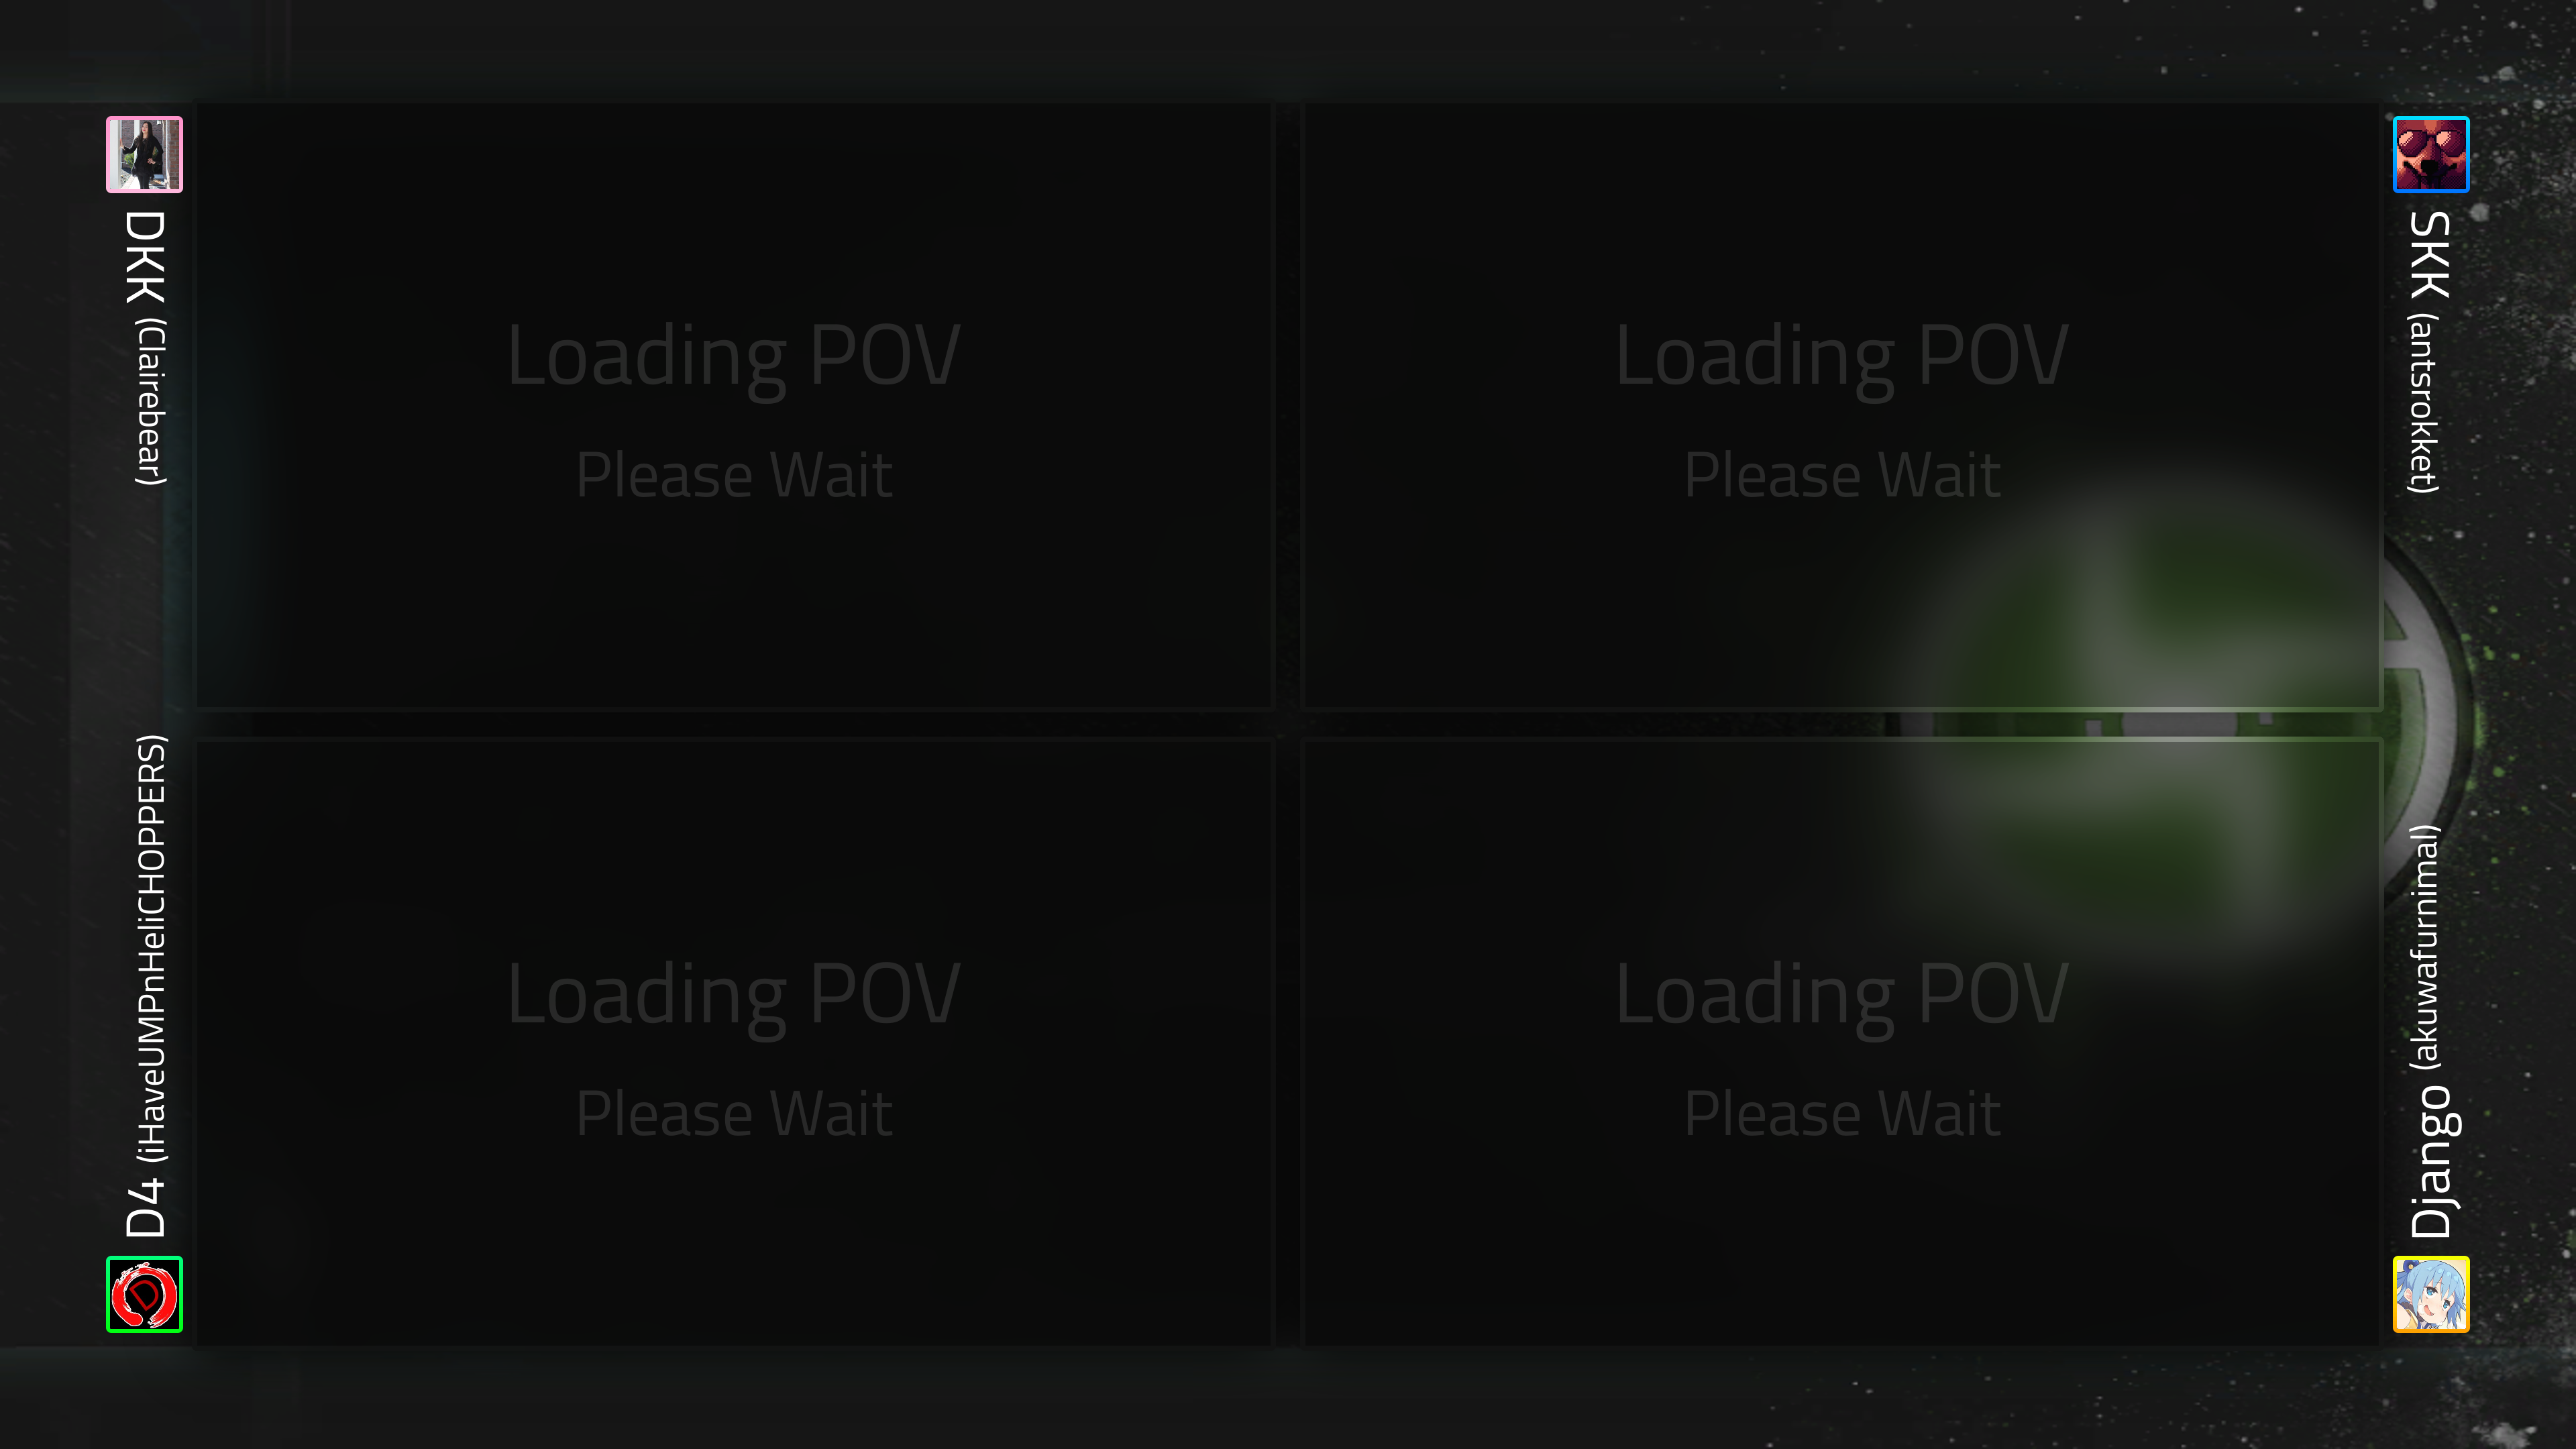 DKK (Clairebear)
Loading POV
Please Wait
Loading POV
Please Wait
SKK (antsrokket)
D4 (iHaveUMPnHeliCHOPPERS)
Loading POV
Please Wait
Loading POV
Please Wait
Django (akuwafurnimal)